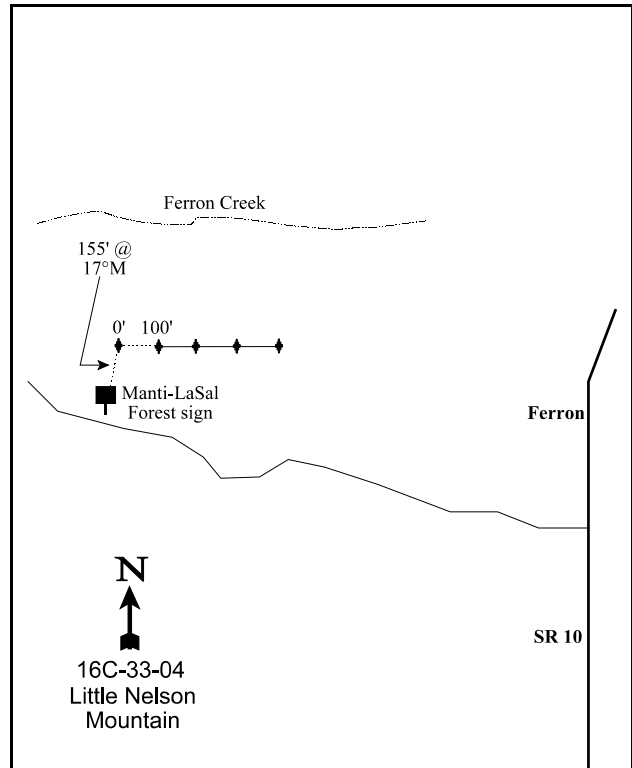 Ferron Creek
155' @
17°M
0' 100'
Manti-LaSal
Forest sign
Ferron
N
SR 10
16C-33-04
Little Nelson
Mountain